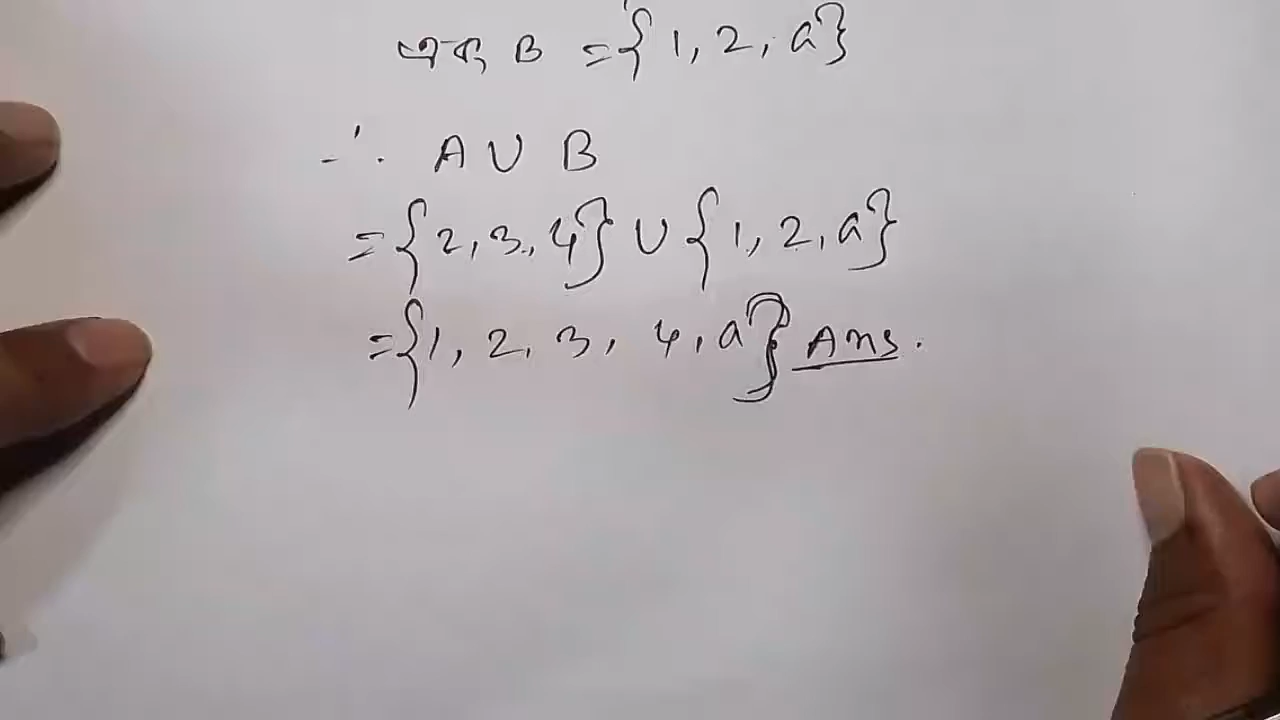 এবং B = {1, 2, a}
∴ A ∪ B
= {2, 3, 4} ∪ {1, 2, a}
= {1, 2, 3, 4, a} Ans.